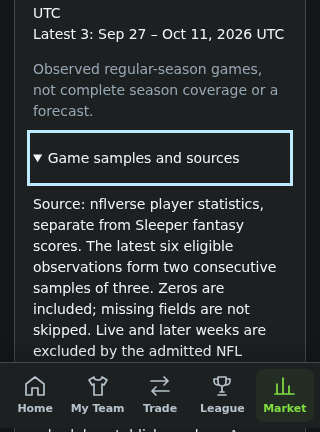 UTC
Latest 3: Sep 27 – Oct 11, 2026 UTC
Observed regular-season games,
not complete season coverage or a
forecast.
▼ Game samples and sources
Source: nflverse player statistics,
separate from Sleeper fantasy
scores. The latest six eligible
observations form two consecutive
samples of three. Zeros are
included; missing fields are not
skipped. Live and later weeks are
excluded by the admitted NFL
Home My Team Trade League Market